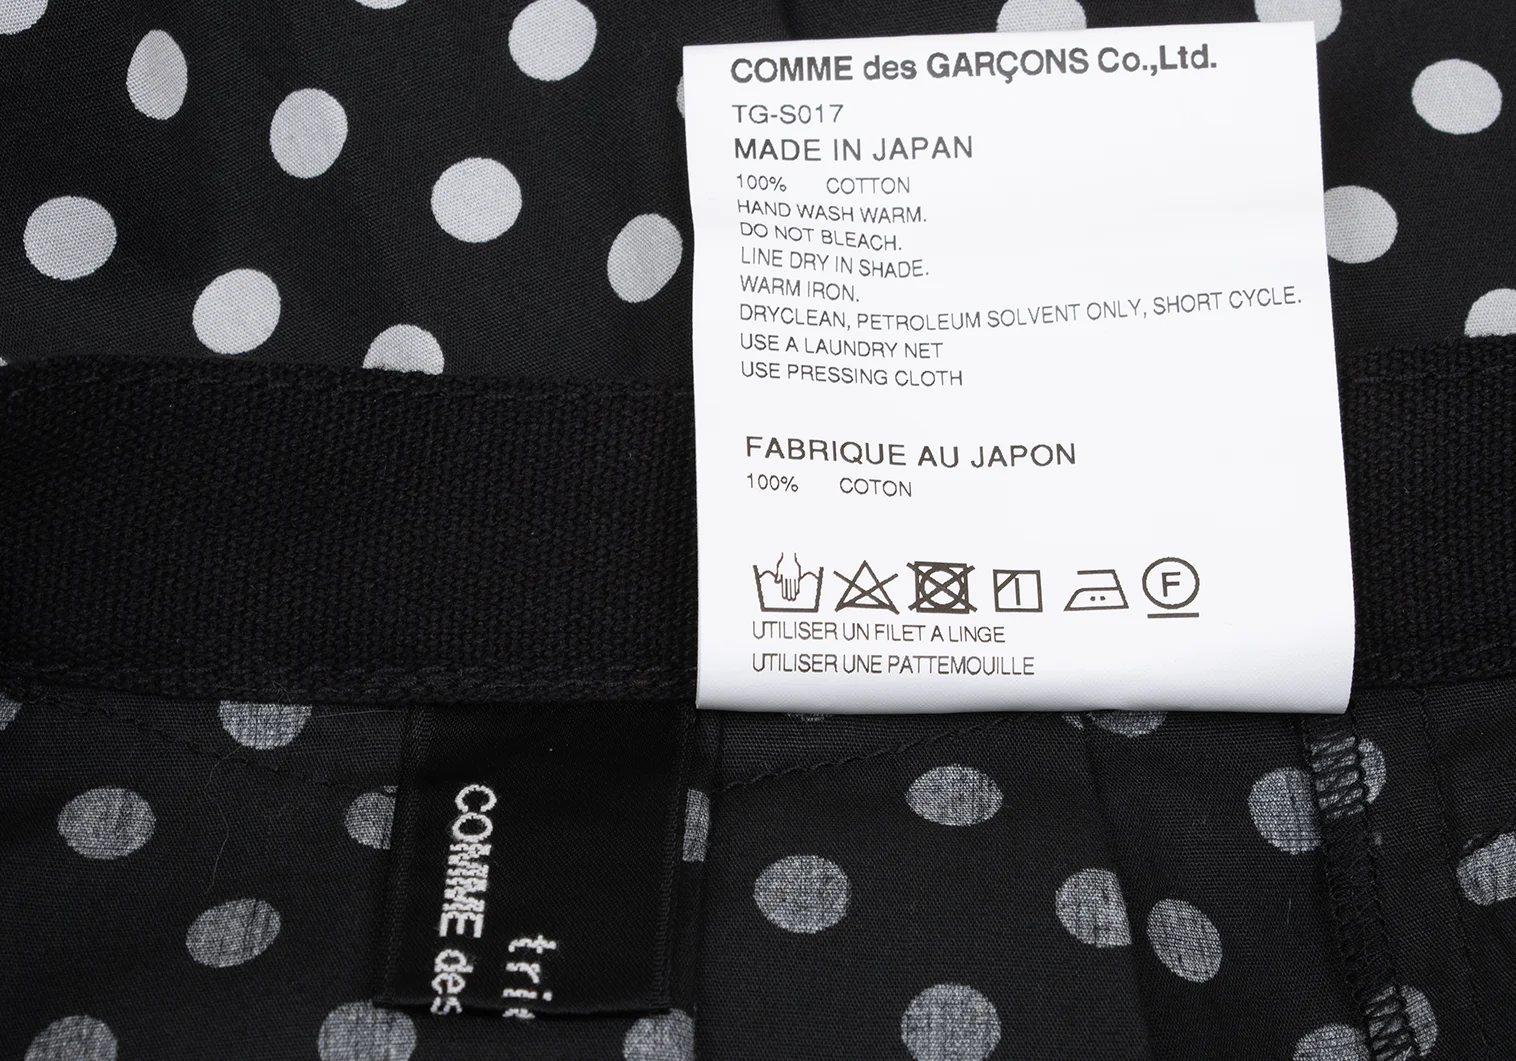 COMME des GARÇONS Co.,Ltd.
TG-S017
MADE IN JAPAN
100% COTTON
HAND WASH WARM.
DO NOT BLEACH.
LINE DRY IN SHADE.
WARM IRON.
DRYCLEAN, PETROLEUM SOLVENT ONLY, SHORT CYCLE.
USE A LAUNDRY NET
USE PRESSING CLOTH
FABRIQUE AU JAPON
100% COTON
F
UTILISER UN FILET A LINGE
UTILISER UNE PATTEMOUILLE
COMME des
tri